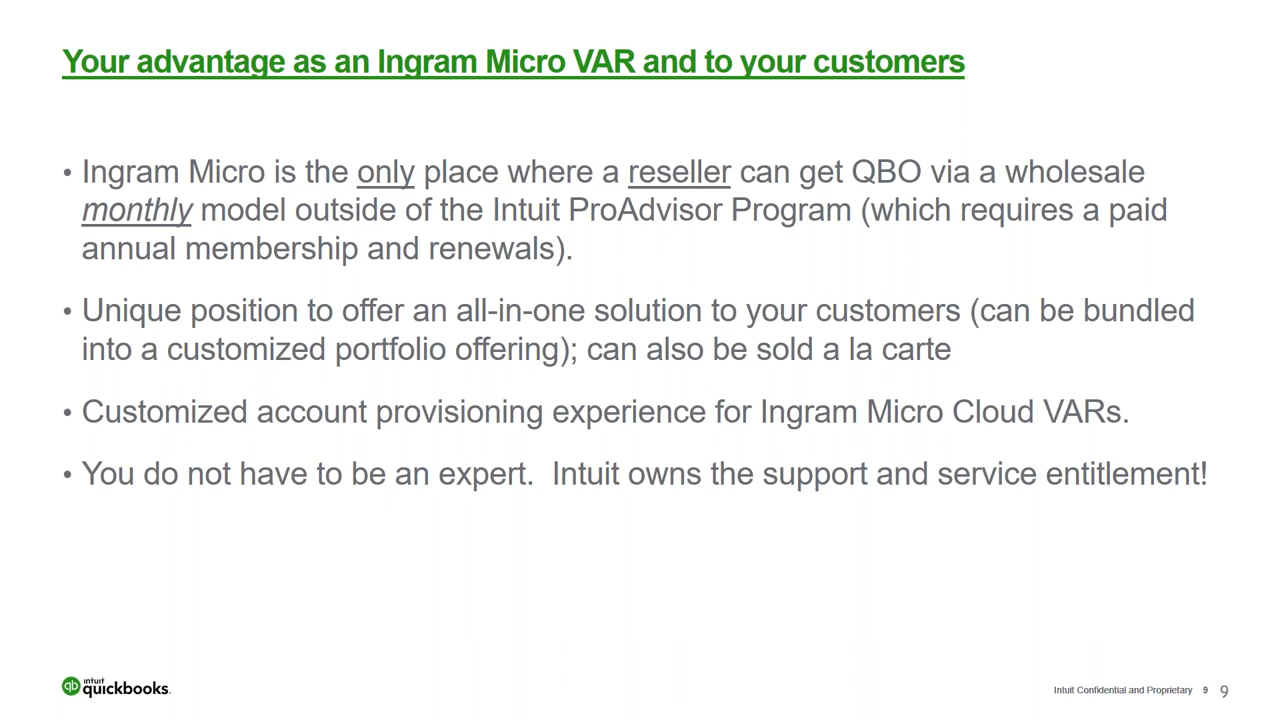 Your advantage as an Ingram Micro VAR and to your customers
• Ingram Micro is the only place where a reseller can get QBO via a wholesale
monthly model outside of the Intuit ProAdvisor Program (which requires a paid
annual membership and renewals).
• Unique position to offer an all-in-one solution to your customers (can be bundled
into a customized portfolio offering); can also be sold a la carte
• Customized account provisioning experience for Ingram Micro Cloud VARs.
• You do not have to be an expert.  Intuit owns the support and service entitlement!
qb intuit
quickbooks.
Intuit Confidential and Proprietary 9 9